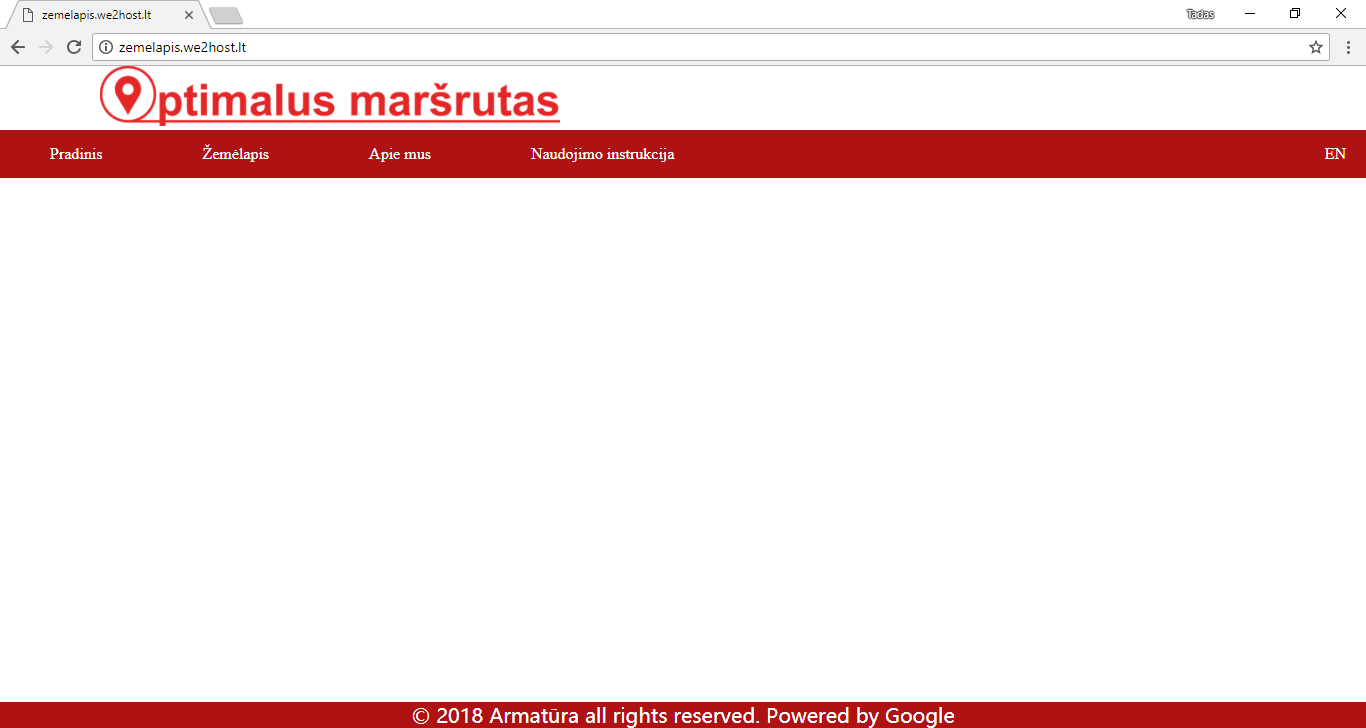 zemelapis.we2host.lt
Tadas
zemelapis.we2host.lt
ptimalus maršrutas
Pradinis Žemėlapis Apie mus Naudojimo instrukcija EN
© 2018 Armatūra all rights reserved. Powered by Google